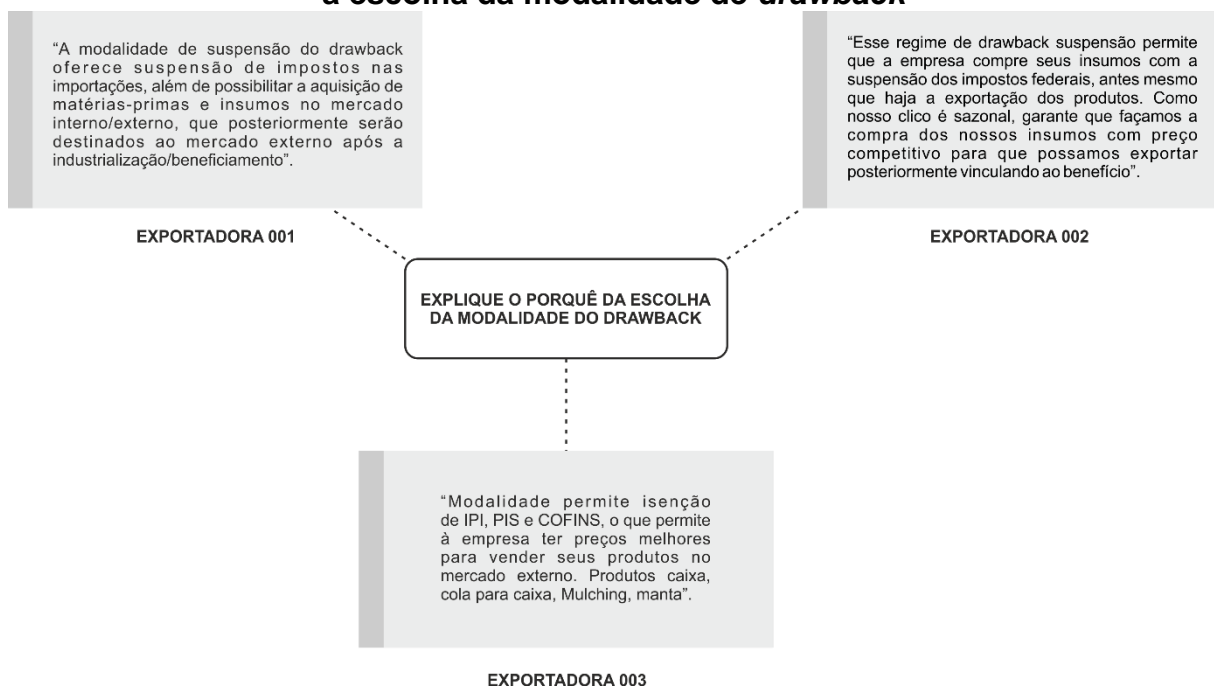 a escolha da modalidade do drawback
“A modalidade de suspensão do drawback
oferece suspensão de impostos nas
importações, além de possibilitar a aquisição de
matérias-primas e insumos no mercado
interno/externo, que posteriormente serão
destinados ao mercado externo após a
industrialização/beneficiamento”.
EXPORTADORA 001
“Esse regime de drawback suspensão permite
que a empresa compre seus insumos com a
suspensão dos impostos federais, antes mesmo
que haja a exportação dos produtos. Como
nosso clico é sazonal, garante que façamos a
compra dos nossos insumos com preço
competitivo para que possamos exportar
posteriormente vinculando ao benefício”.
EXPORTADORA 002
EXPLIQUE O PORQUÊ DA ESCOLHA
DA MODALIDADE DO DRAWBACK
“Modalidade permite isenção
de IPI, PIS e COFINS, o que permite
à empresa ter preços melhores
para vender seus produtos no
mercado externo. Produtos caixa,
cola para caixa, Mulching, manta”.
EXPORTADORA 003